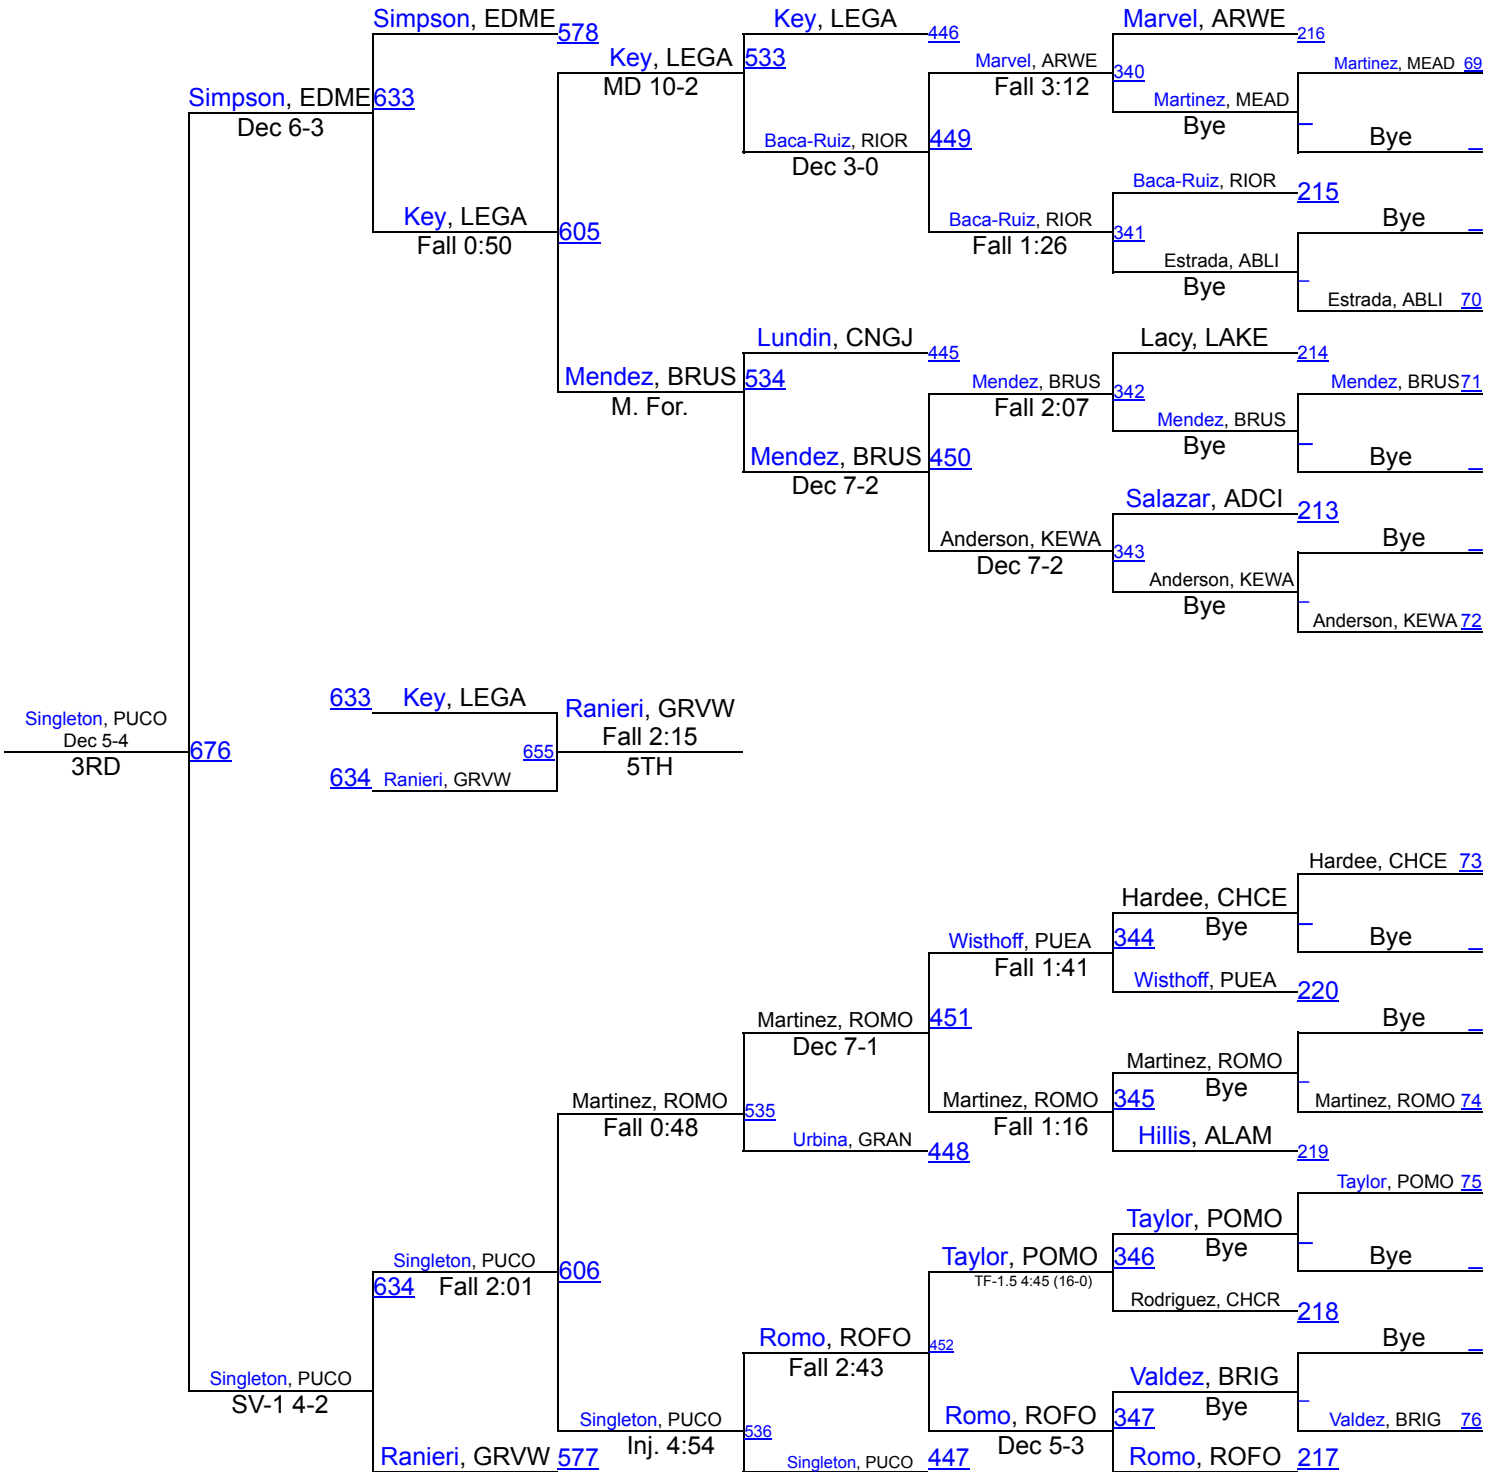 Simpson, EDME 578
Key, LEGA 446
Marvel, ARWE 216
Key, LEGA 533
MD 10-2
Marvel, ARWE 340
Fall 3:12
Martinez, MEAD 69
Simpson, EDME 633
Dec 6-3
Martinez, MEAD
Bye
Bye
Baca-Ruiz, RIOR 449
Dec 3-0
Baca-Ruiz, RIOR 215
Key, LEGA 605
Fall 0:50
Baca-Ruiz, RIOR 341
Fall 1:26
Bye
Estrada, ABLI
Bye
Estrada, ABLI 70
Lundin, CNGJ 445
Lacy, LAKE 214
Mendez, BRUS 534
M. For.
Mendez, BRUS 342
Fall 2:07
Mendez, BRUS 71
Mendez, BRUS
Bye
Mendez, BRUS 450
Dec 7-2
Bye
Salazar, ADCI 213
Anderson, KEWA 343
Dec 7-2
Bye
Anderson, KEWA
Bye
Anderson, KEWA 72
633 Key, LEGA
Ranieri, GRVW
Fall 2:15
5TH
655
634 Ranieri, GRVW
Singleton, PUCO
Dec 5-4
3RD
676
Hardee, CHCE 73
Hardee, CHCE
Bye
Wisthoff, PUEA 344
Fall 1:41
Bye
Wisthoff, PUEA 220
Martinez, ROMO 451
Dec 7-1
Bye
Martinez, ROMO
Bye
Martinez, ROMO 535
Fall 0:48
Martinez, ROMO 345
Fall 1:16
Martinez, ROMO 74
Urbina, GRAN 448
Hillis, ALAM 219
Taylor, POMO 75
Taylor, POMO
Bye
Singleton, PUCO 606
634 Fall 2:01
Taylor, POMO 346
TF-1.5 4:45 (16-0)
Bye
Rodriguez, CHCR 218
Romo, ROFO 452
Fall 2:43
Bye
Singleton, PUCO
SV-1 4-2
Valdez, BRIG
Bye
Singleton, PUCO 536
Inj. 4:54
Romo, ROFO 347
Dec 5-3
Valdez, BRIG 76
Ranieri, GRVW 577
Singleton, PUCO 447
Romo, ROFO 217